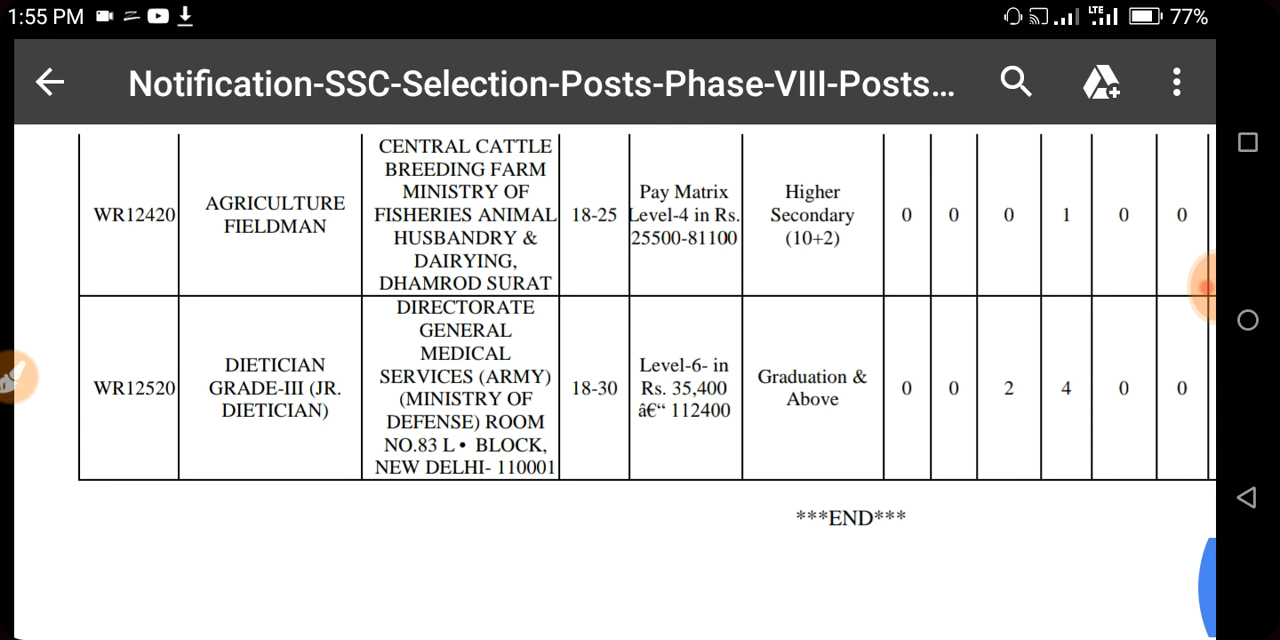 1:55 PM
77%
LTE
Notification-SSC-Selection-Posts-Phase-VIII-Posts...
WR12420
AGRICULTURE
FIELDMAN
CENTRAL CATTLE
BREEDING FARM
MINISTRY OF
FISHERIES ANIMAL
HUSBANDRY &
DAIRYING,
DHAMROD SURAT
18-25
Pay Matrix
Level-4 in Rs.
25500-81100
Higher
Secondary
(10+2)
0 0 0 1 0 0
WR12520
DIETICIAN
GRADE-III (JR.
DIETICIAN)
DIRECTORATE
GENERAL
MEDICAL
SERVICES (ARMY)
(MINISTRY OF
DEFENSE) ROOM
NO.83 L• BLOCK,
NEW DELHI- 110001
18-30
Level-6- in
Rs. 35,400
â€“ 112400
Graduation &
Above
0 0 2 4 0 0
***END***